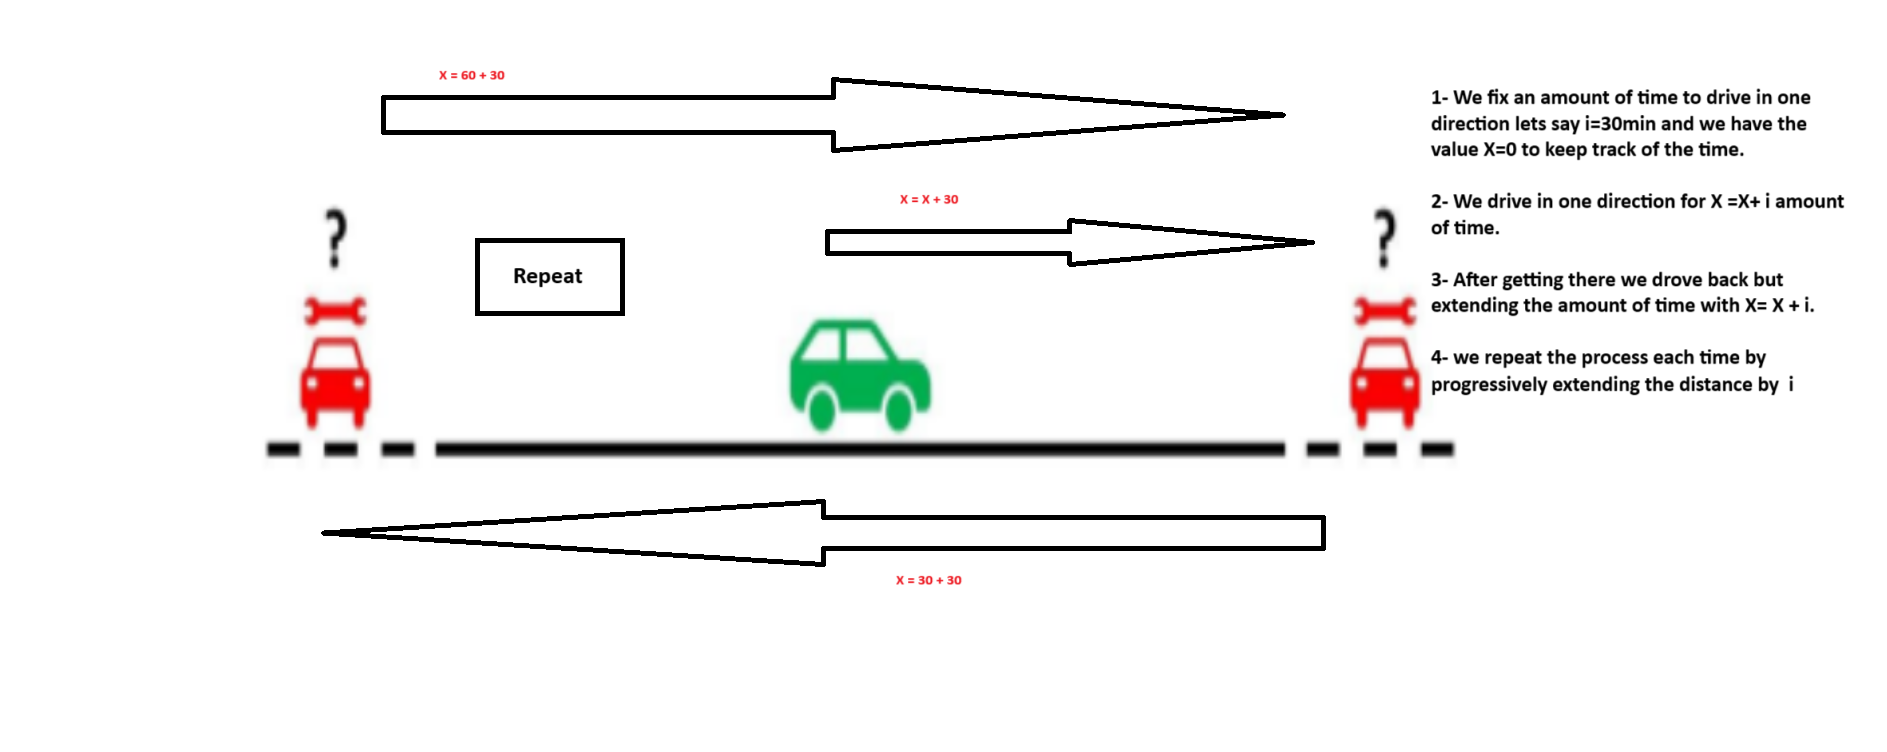 X = 60 + 30
1- We fix an amount of time to drive in one
direction lets say i=30min and we have the
value X=0 to keep track of the time.
X = X + 30
2- We drive in one direction for X =X+ i amount
of time.
?
?
Repeat
3- After getting there we drove back but
extending the amount of time with X= X + i.
4- we repeat the process each time by
progressively extending the distance by  i
X = 30 + 30